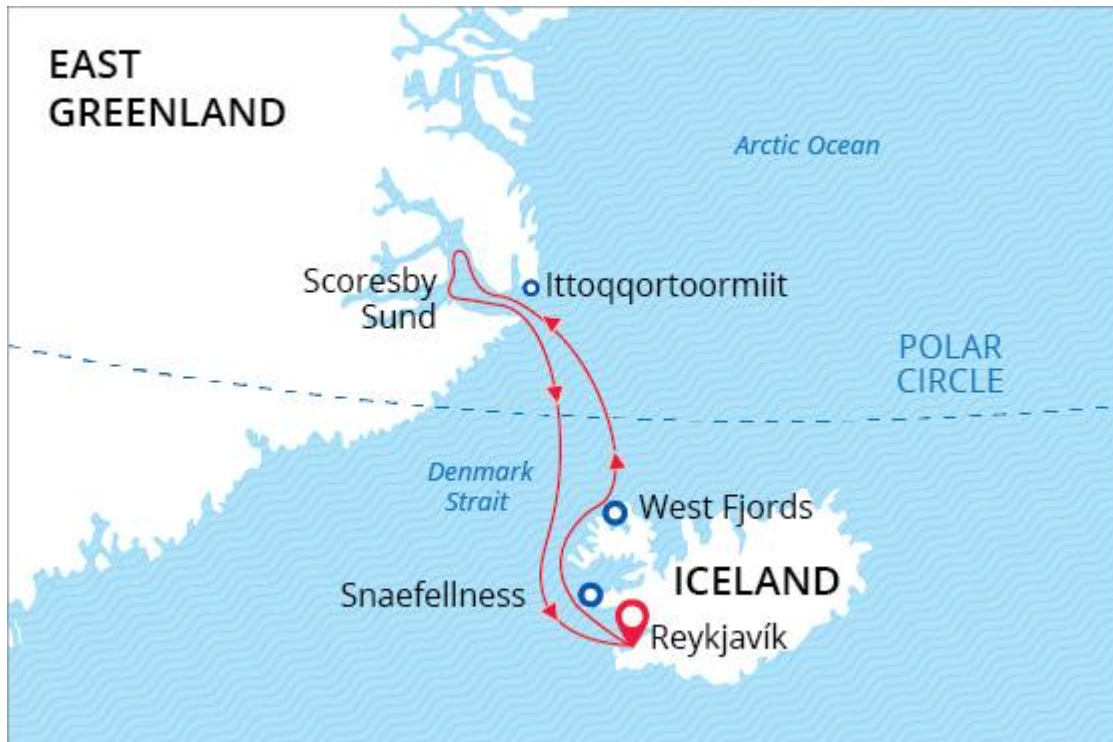 EAST
GREENLAND
Arctic Ocean
Scoresby
Sund
Ittoqqortoormiit
POLAR
CIRCLE
Denmark
Strait
West Fjords
ICELAND
Snaefellness
Reykjavík